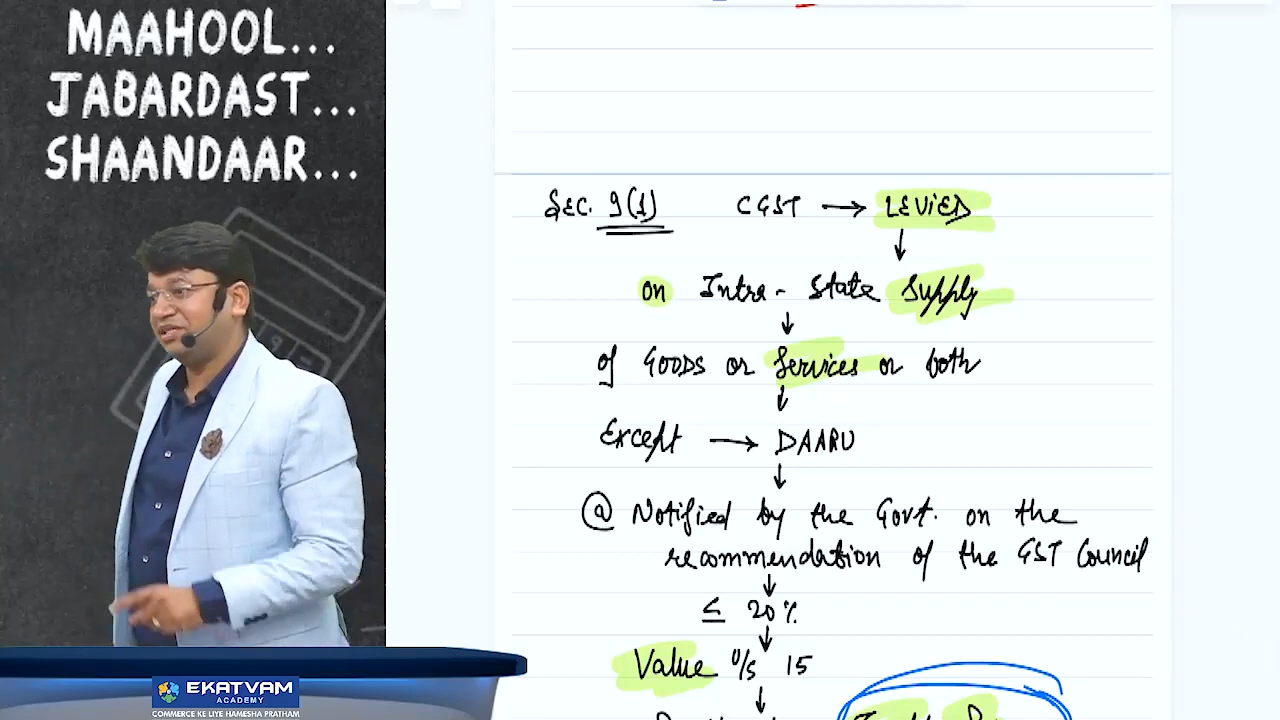 MAAHOOL...
JABARDAST...
SHAANDAAR...
SEC. 9(1) CGST → LEVIED
on Intra-State Supply
of GOODS or Services or both
Except → DAARU
@ Notified by the Govt. on the
recommendation of the GST Council
≤ 20%
Value u/s 15
EKATVAM
ACADEMY
COMMERCE KE LIYE HAMESHA PRATHAM